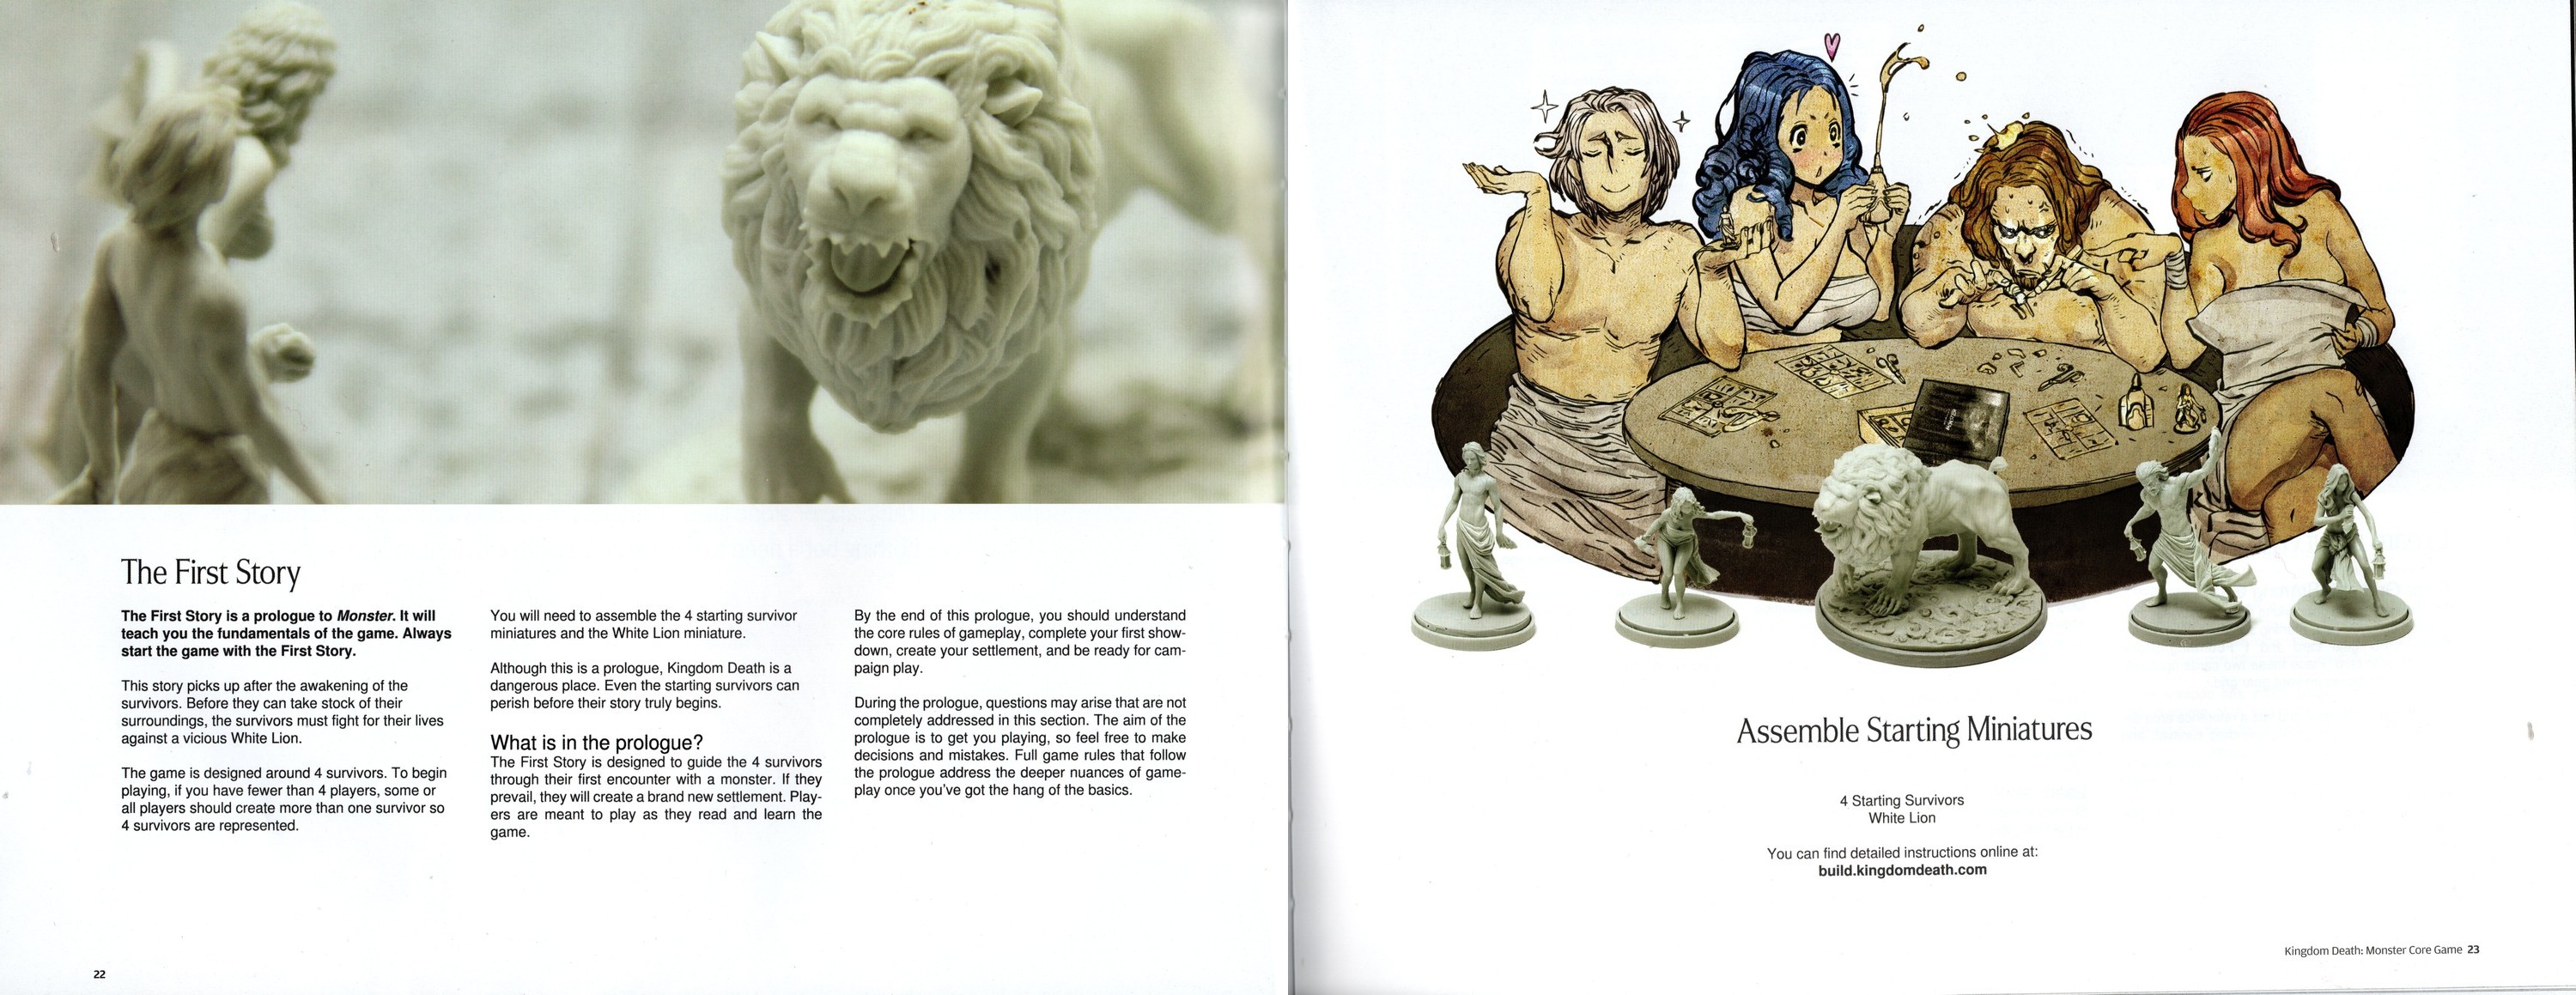 The First Story
The First Story is a prologue to Monster. It will
teach you the fundamentals of the game. Always
start the game with the First Story.
This story picks up after the awakening of the
survivors. Before they can take stock of their
surroundings, the survivors must fight for their lives
against a vicious White Lion.
The game is designed around 4 survivors. To begin
playing, if you have fewer than 4 players, some or
all players should create more than one survivor so
4 survivors are represented.
You will need to assemble the 4 starting survivor
miniatures and the White Lion miniature.
Although this is a prologue, Kingdom Death is a
dangerous place. Even the starting survivors can
perish before their story truly begins.
What is in the prologue?
The First Story is designed to guide the 4 survivors
through their first encounter with a monster. If they
prevail, they will create a brand new settlement. Play-
ers are meant to play as they read and learn the
game.
By the end of this prologue, you should understand
the core rules of gameplay, complete your first show-
down, create your settlement, and be ready for cam-
paign play.
During the prologue, questions may arise that are not
completely addressed in this section. The aim of the
prologue is to get you playing, so feel free to make
decisions and mistakes. Full game rules that follow
the prologue address the deeper nuances of game-
play once you've got the hang of the basics.
22
Assemble Starting Miniatures
4 Starting Survivors
White Lion
You can find detailed instructions online at:
build.kingdomdeath.com
Kingdom Death: Monster Core Game 23